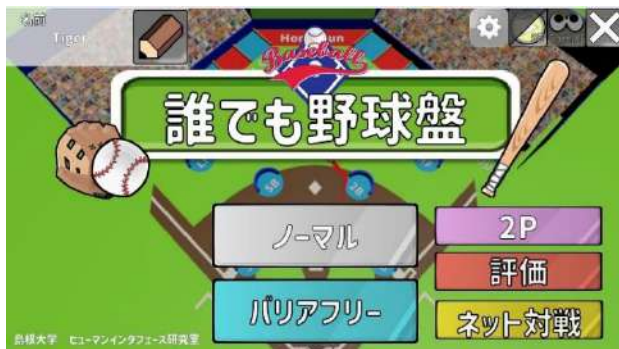 名前
Tiger
Home Run
Baseball
誰でも野球盤
3B
2B
ノーマル
2P
評価
バリアフリー
ネット対戦
島根大学 ヒューマンインタフェース研究室